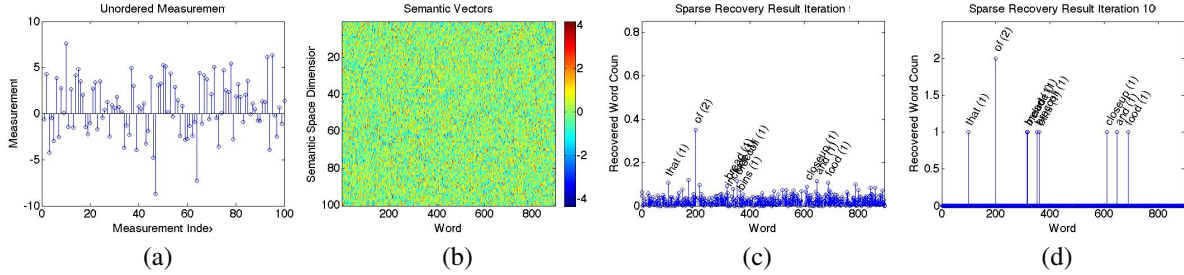 Unordered Measuremen
Measurement
10
5
0
-5
-10
0 20 40 60 80 100
Measurement Index
(a)
Semantic Vectors
Semantic Space Dimension
20
40
60
80
100
200 400 600 800
Word
4
2
0
-2
-4
(b)
Sparse Recovery Result Iteration
Recovered Word Coun
0.8
0.6
0.4
0.2
0
0 200 400 600 800
Word
that (1)
of (2)
bins (1)
closeup (1)
and (1)
food (1)
(c)
Sparse Recovery Result Iteration 10
Recovered Word Coun
2
1.5
1
0.5
0
0 200 400 600 800
Word
that (1)
of (2)
closeup (1)
and (1)
food (1)
(d)